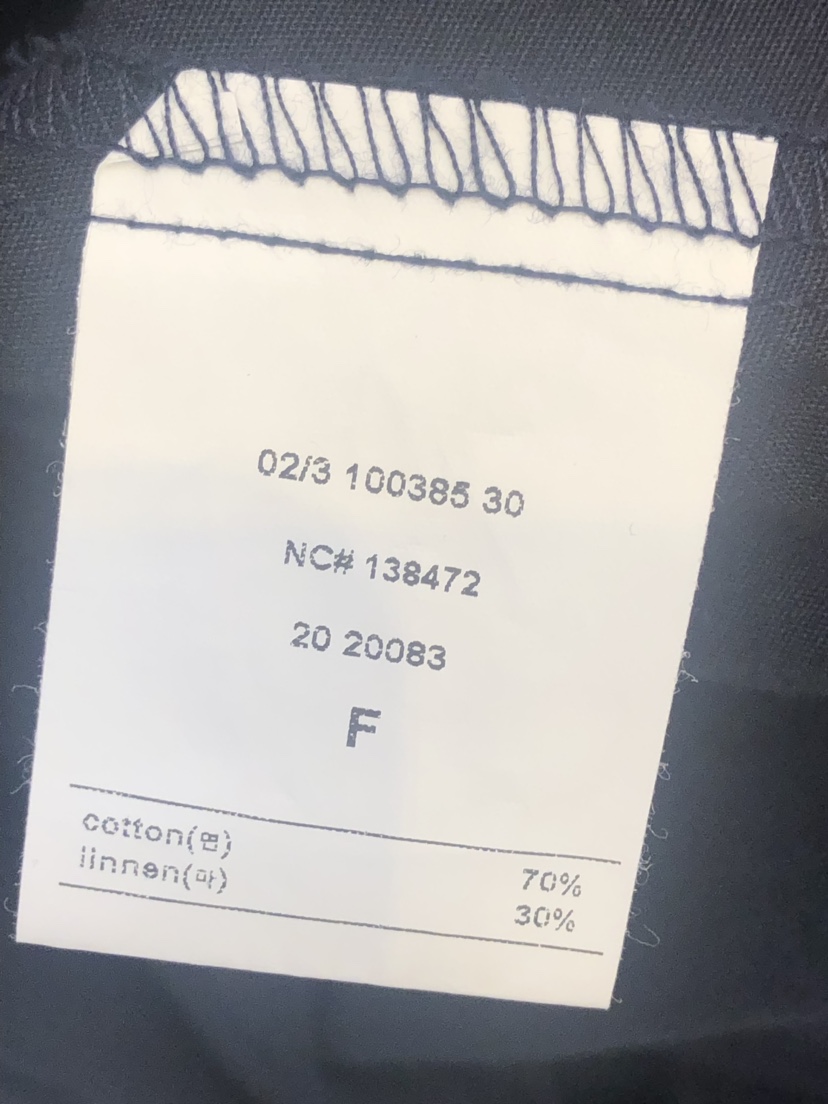 02/3 100385 30
NC# 138472
20 20083
F
cotton(면) 70%
linnen(마) 30%